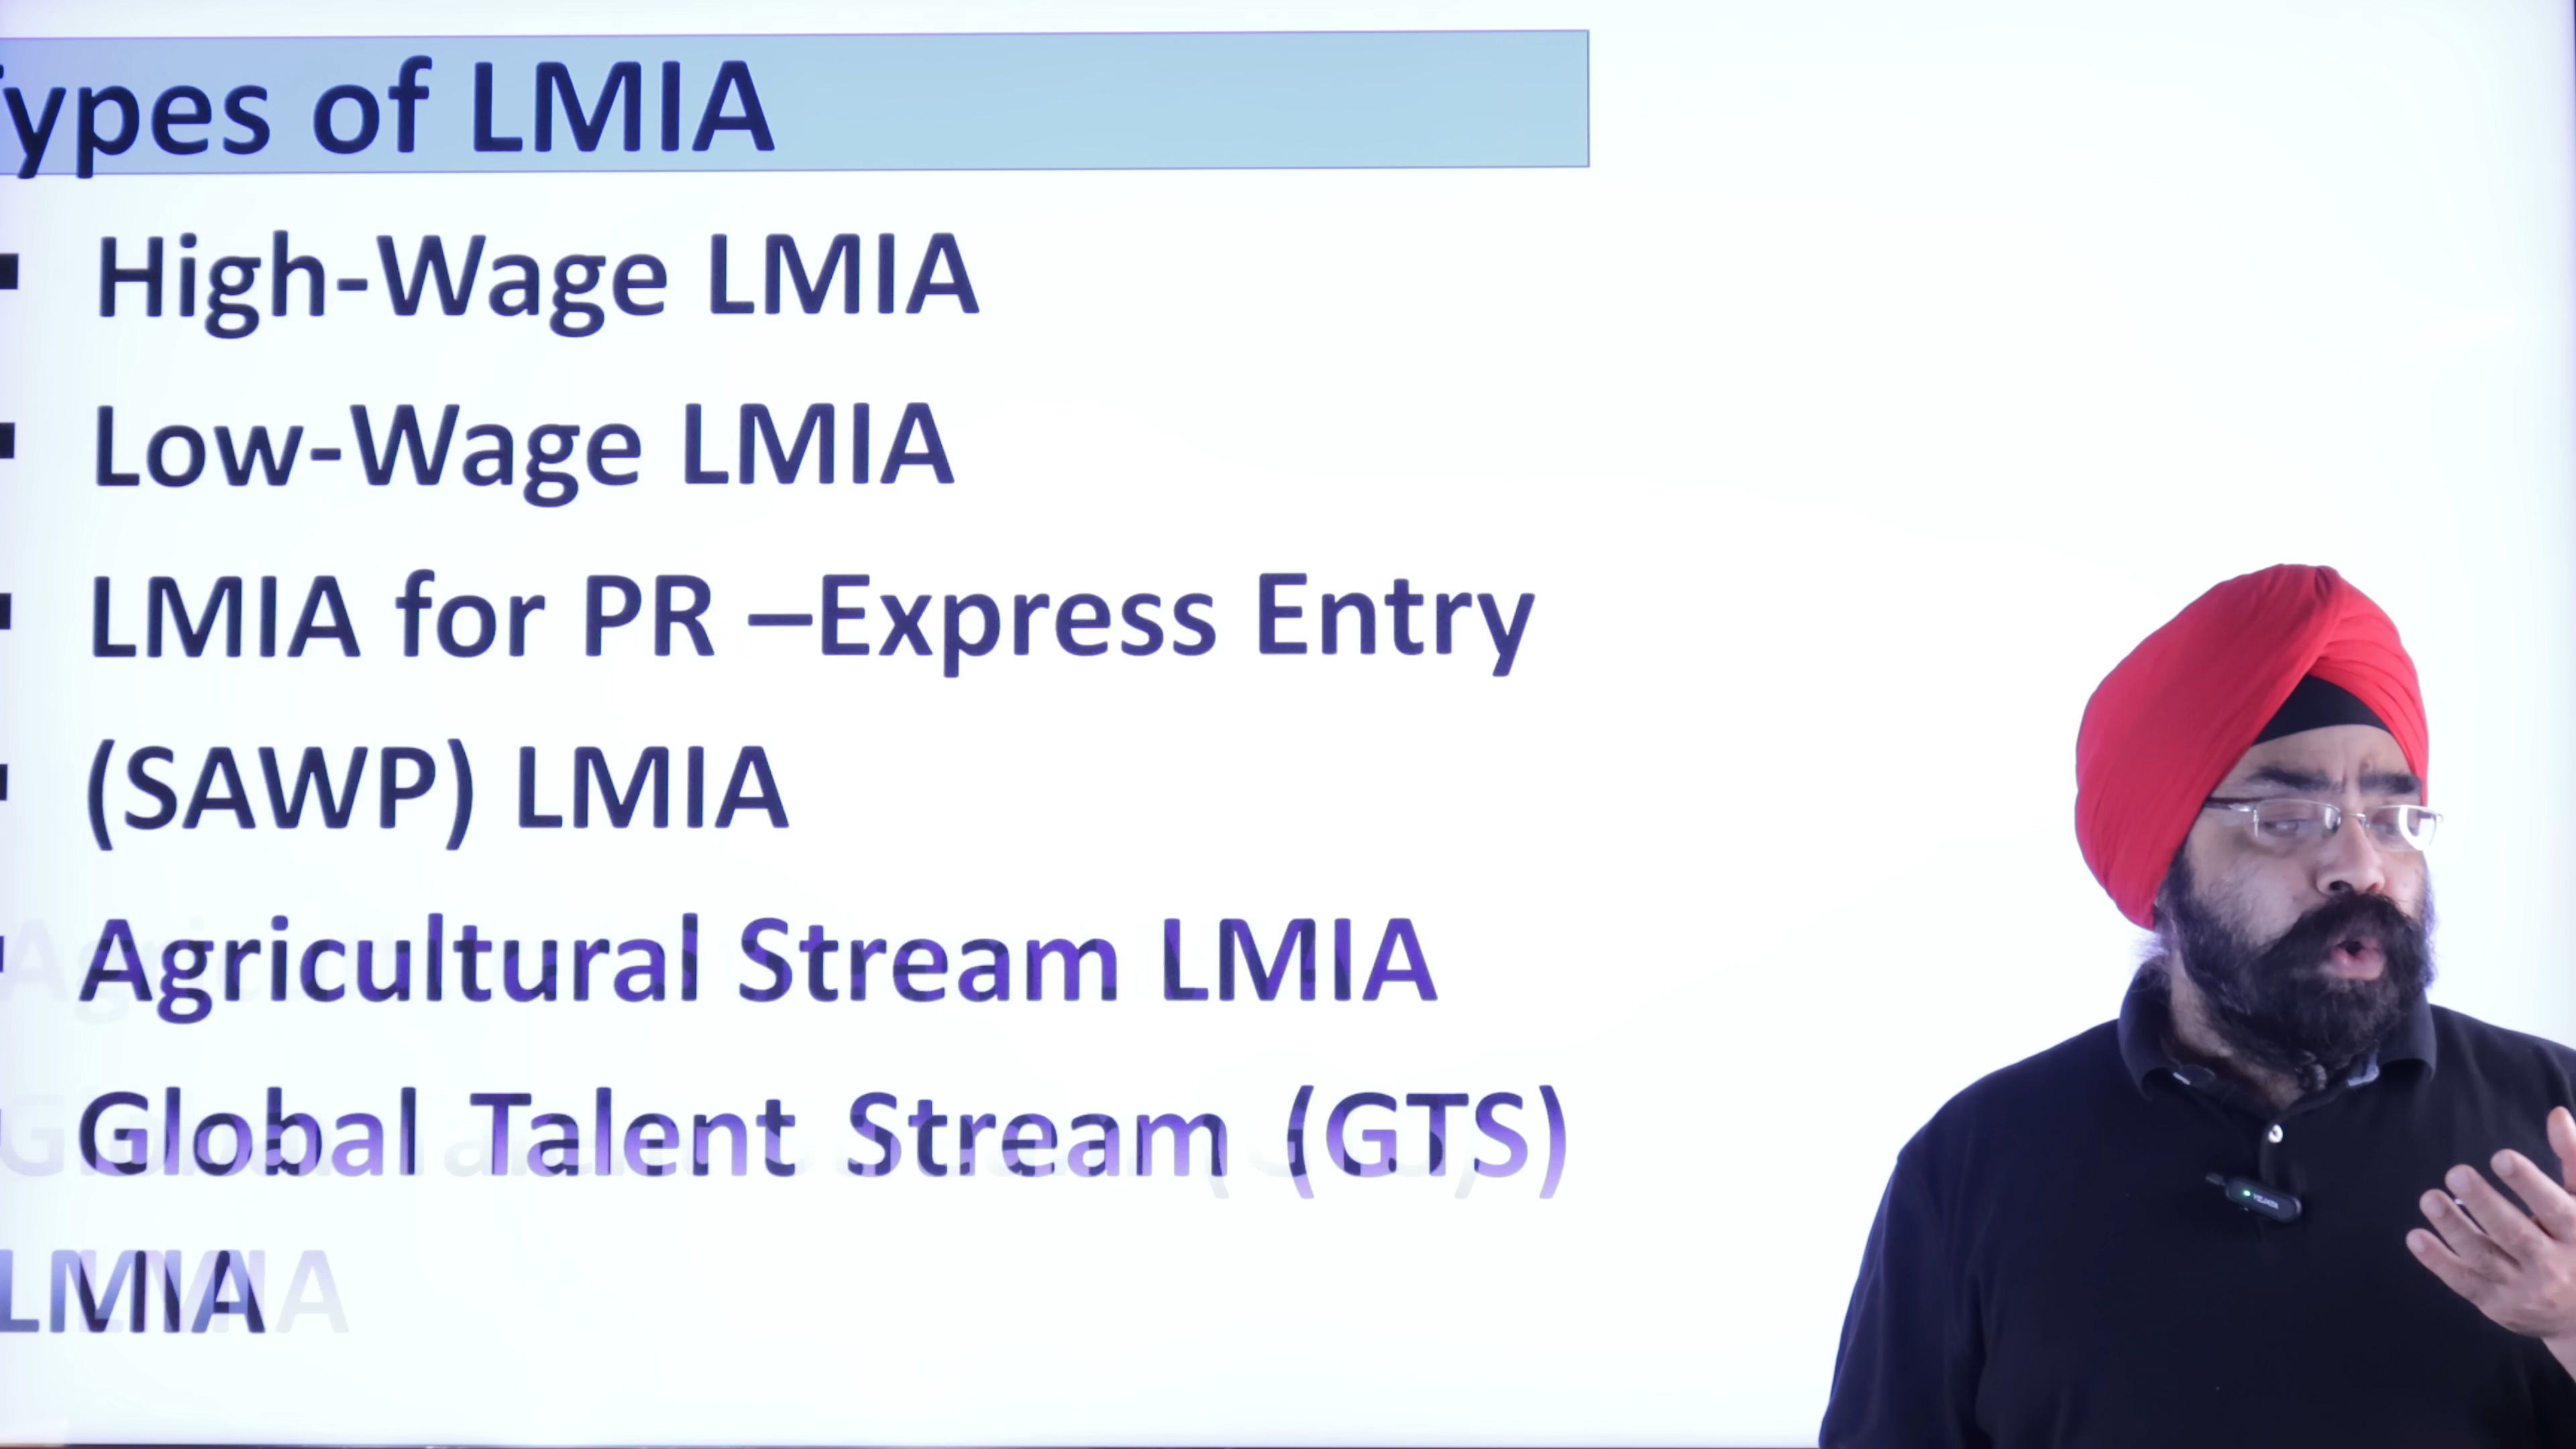 Types of LMIA
▪ High-Wage LMIA
▪ Low-Wage LMIA
▪ LMIA for PR –Express Entry
▪ (SAWP) LMIA
▪ Agricultural Stream LMIA
▪ Global Talent Stream (GTS)
LMIA